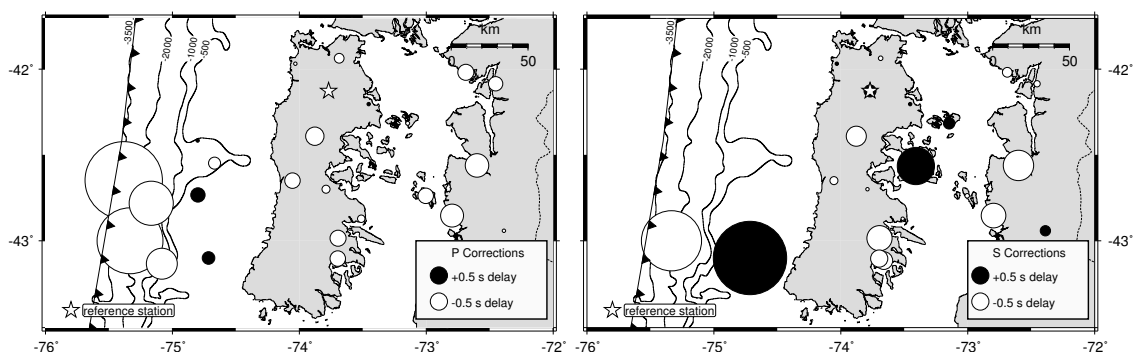 -3500
-2000
-1000
-500
km
0
50
-42˚
-43˚
P Corrections
+0.5 s delay
-0.5 s delay
reference station
-76
-75
-74
-73
-72
-3500
-2000
-1000
-500
km
0
50
-42˚
-43˚
S Corrections
+0.5 s delay
-0.5 s delay
reference station
-76
-75
-74
-73
-72